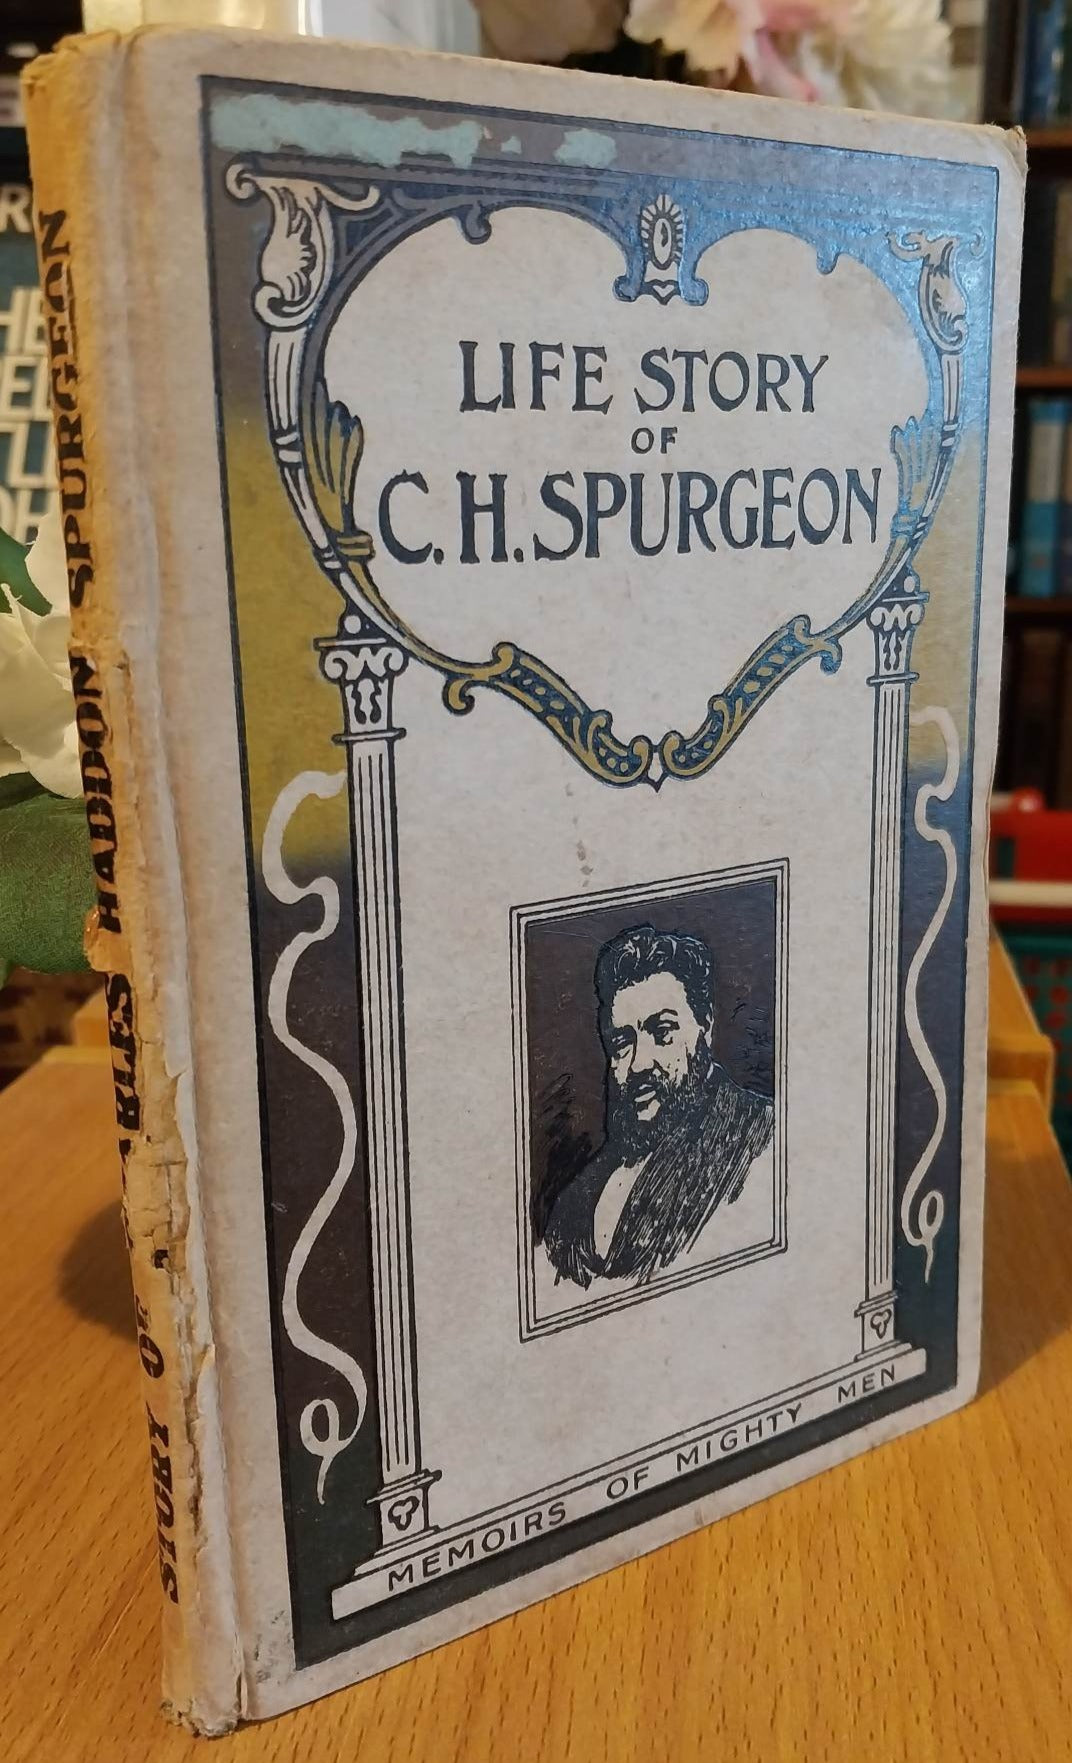 LIFE STORY
OF
C.H. SPURGEON
MEMOIRS OF MIGHTY MEN
STORY OF CHARLES HADDON SPURGEON